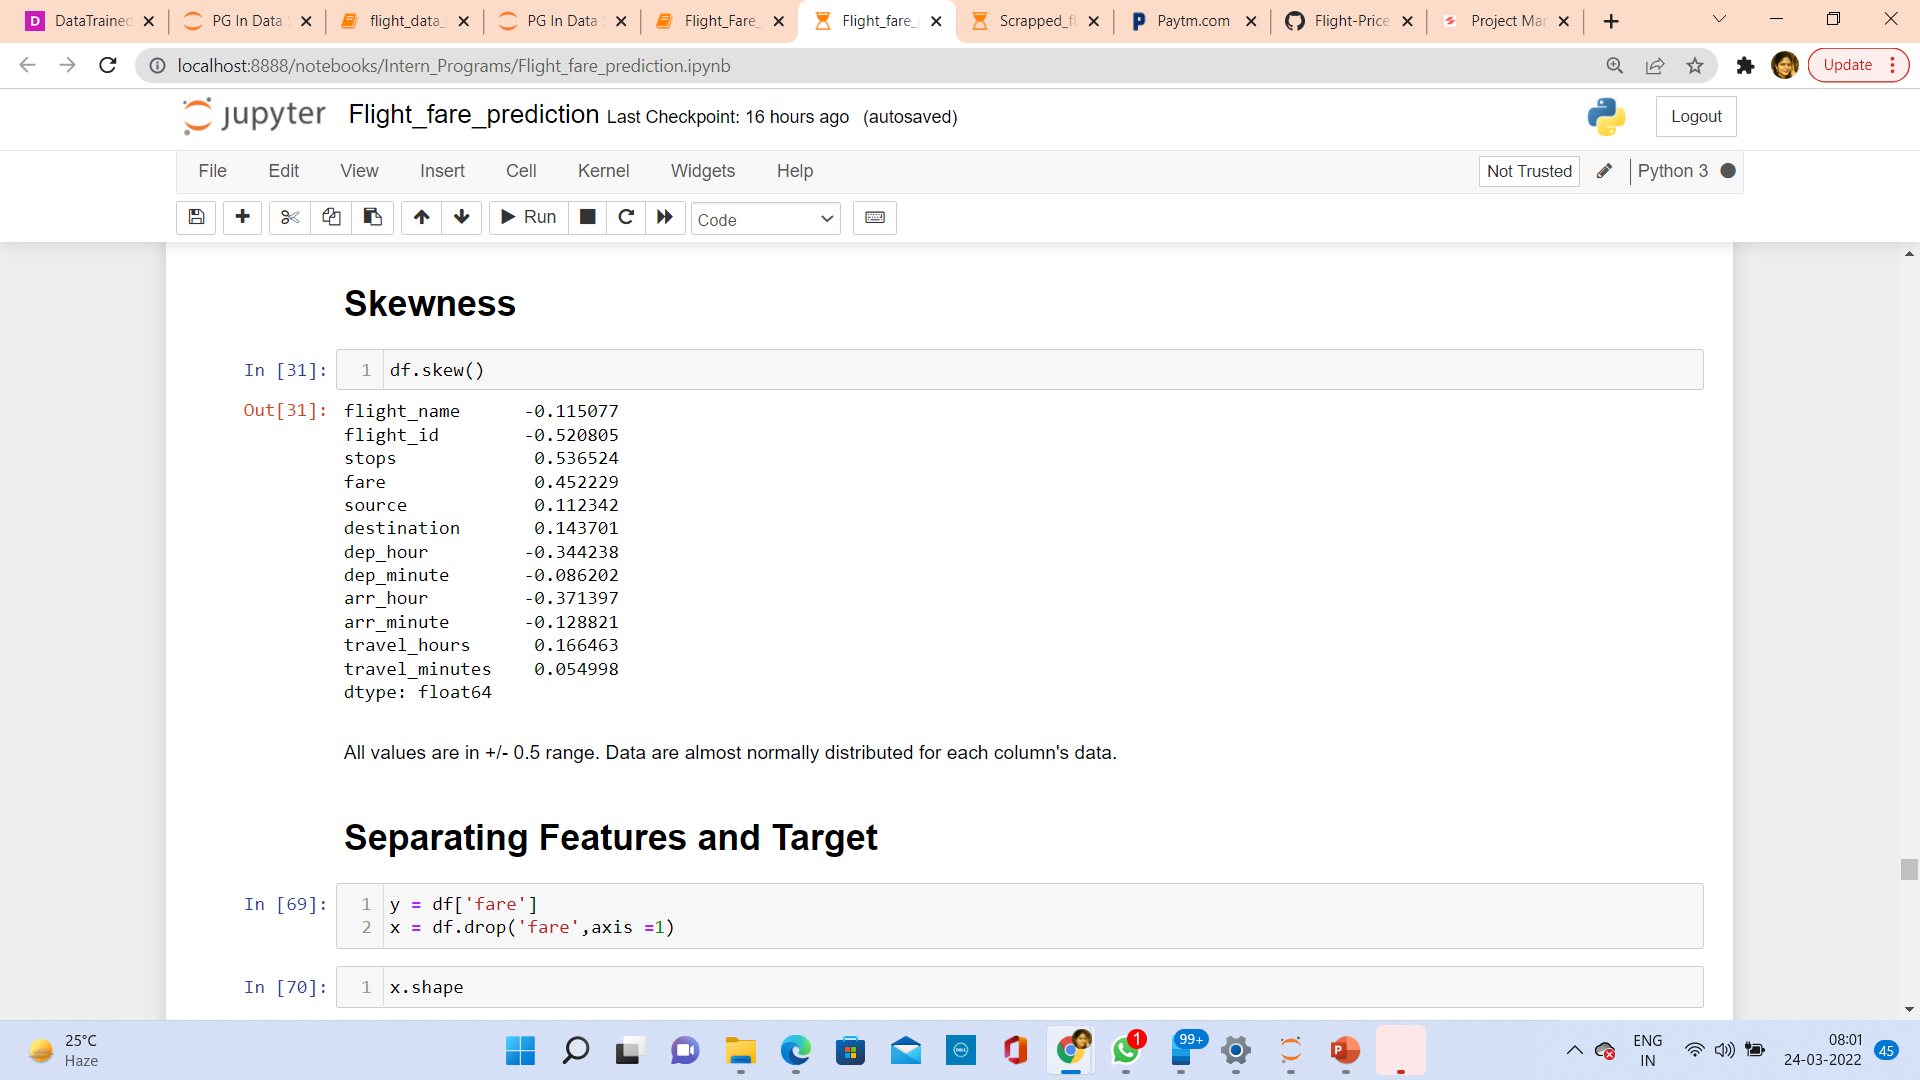 DataTrained
PG In Data S
flight_data_
PG In Data S
Flight_Fare_
Flight_fare_p
Scrapped_fl
Paytm.com
Flight-Price
Project Man
localhost:8888/notebooks/Intern_Programs/Flight_fare_prediction.ipynb
Update
jupyter Flight_fare_prediction Last Checkpoint: 16 hours ago (autosaved)
Logout
File Edit View Insert Cell Kernel Widgets Help
Not Trusted
Python 3
Run
Code
Skewness
In [31]: 1 df.skew()
Out[31]: flight_name -0.115077
flight_id -0.520805
stops 0.536524
fare 0.452229
source 0.112342
destination 0.143701
dep_hour -0.344238
dep_minute -0.086202
arr_hour -0.371397
arr_minute -0.128821
travel_hours 0.166463
travel_minutes 0.054998
dtype: float64
All values are in +/- 0.5 range. Data are almost normally distributed for each column's data.
Separating Features and Target
In [69]: 1 y = df['fare']
2 x = df.drop('fare',axis =1)
In [70]: 1 x.shape
25°C
Haze
1
99+
ENG
IN
08:01
24-03-2022
45